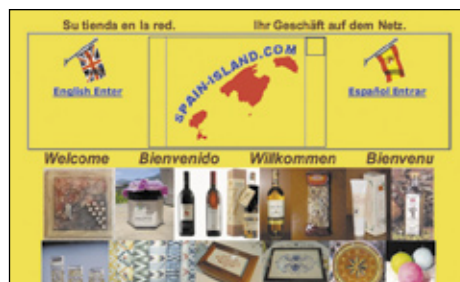 Su tienda en la red. Ihr Geschäft auf dem Netz.
SPAIN-ISLAND.COM
English Enter Español Entrar
Welcome Bienvenido Willkommen Bienvenu